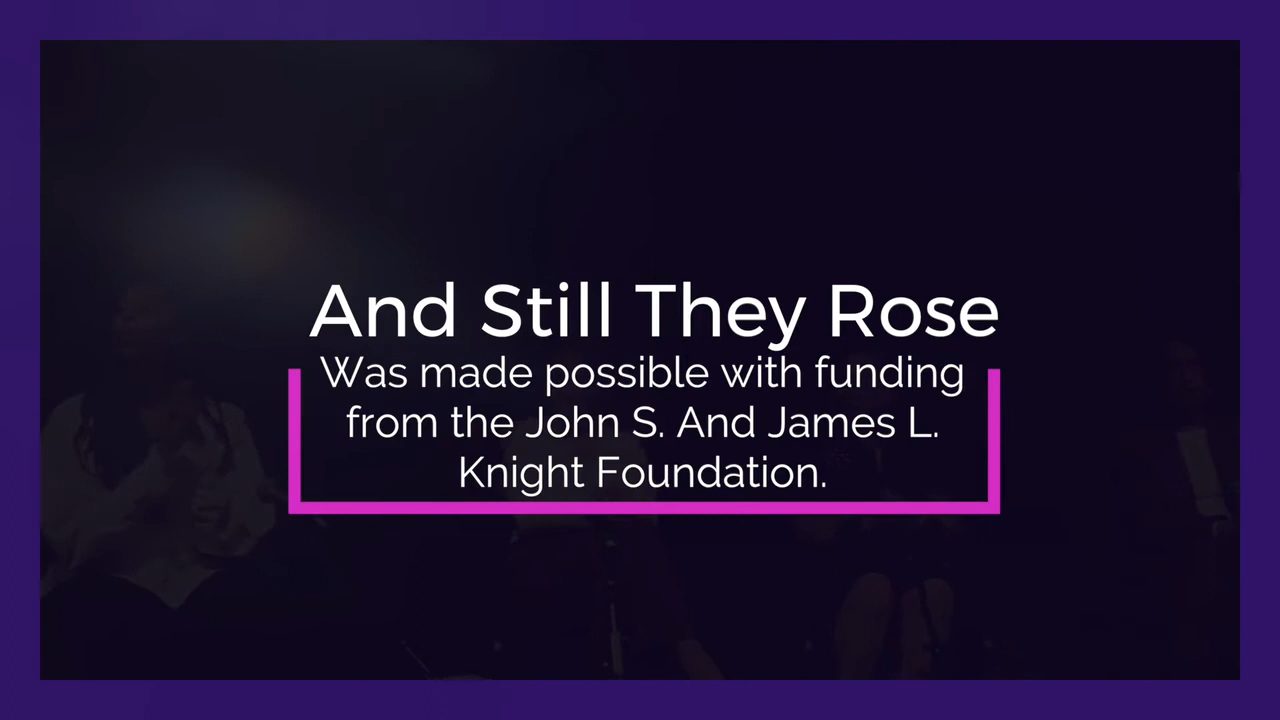 And Still They Rose
Was made possible with funding
from the John S. And James L.
Knight Foundation.